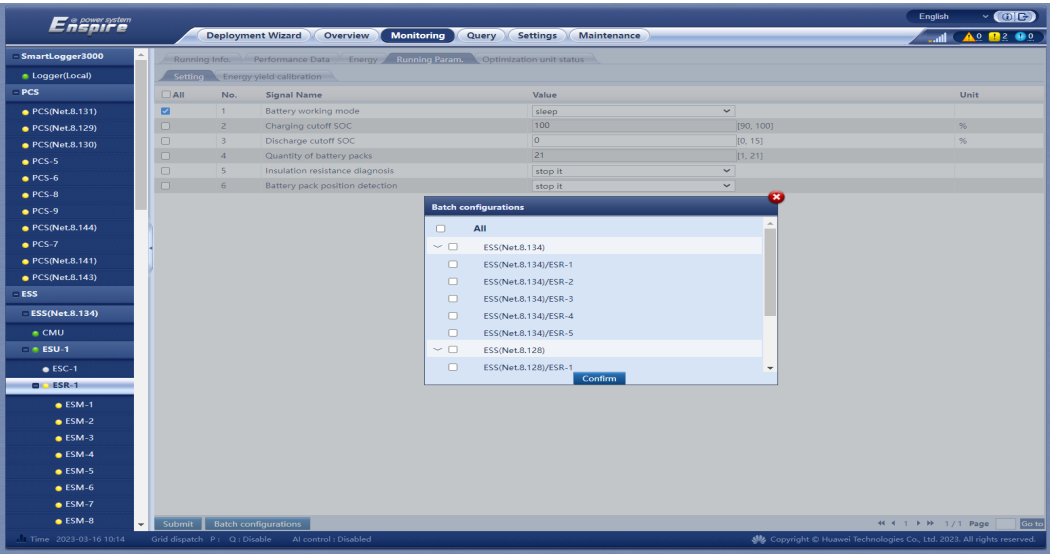 Enspire power system
English
Deployment Wizard Overview Monitoring Query Settings Maintenance
0 2 0
SmartLogger3000
Logger(Local)
PCS
PCS(Net.8.131)
PCS(Net.8.129)
PCS(Net.8.130)
PCS-5
PCS-6
PCS-8
PCS-9
PCS(Net.8.144)
PCS-7
PCS(Net.8.141)
PCS(Net.8.143)
ESS
ESS(Net.8.134)
CMU
ESU-1
ESC-1
ESR-1
ESM-1
ESM-2
ESM-3
ESM-4
ESM-5
ESM-6
ESM-7
ESM-8
Running Info. Performance Data Energy Running Param. Optimization unit status
Setting Energy yield calibration
All No. Signal Name Value Unit
1 Battery working mode sleep
2 Charging cutoff SOC 100 [90, 100] %
3 Discharge cutoff SOC 0 [0, 15] %
4 Quantity of battery packs 21 [1, 21]
5 Insulation resistance diagnosis stop it
6 Battery pack position detection stop it
Batch configurations
All
ESS(Net.8.134)
ESS(Net.8.134)/ESR-1
ESS(Net.8.134)/ESR-2
ESS(Net.8.134)/ESR-3
ESS(Net.8.134)/ESR-4
ESS(Net.8.134)/ESR-5
ESS(Net.8.128)
ESS(Net.8.128)/ESR-1
Confirm
Submit Batch configurations 1 1/1 Page Go to
Time 2023-03-16 10:14 Grid dispatch P : Q : Disable AI control : Disabled Copyright © Huawei Technologies Co., Ltd. 2023. All rights reserved.